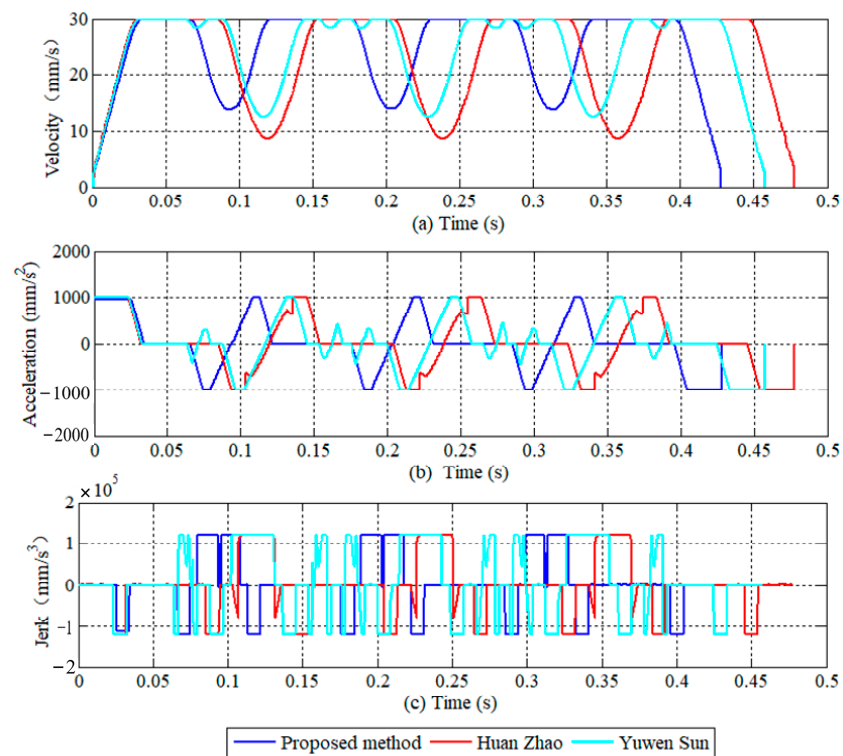 30
20
10
0
Velocity（mm/s）
0 0.05 0.1 0.15 0.2 0.25 0.3 0.35 0.4 0.45 0.5
(a) Time (s)
2000
1000
0
−1000
−2000
Acceleration (mm/s²)
0 0.05 0.1 0.15 0.2 0.25 0.3 0.35 0.4 0.45 0.5
(b) Time (s)
×10⁵
2
1
0
−1
−2
Jerk（mm/s³）
0 0.05 0.1 0.15 0.2 0.25 0.3 0.35 0.4 0.45 0.5
(c) Time (s)
Proposed method Huan Zhao Yuwen Sun